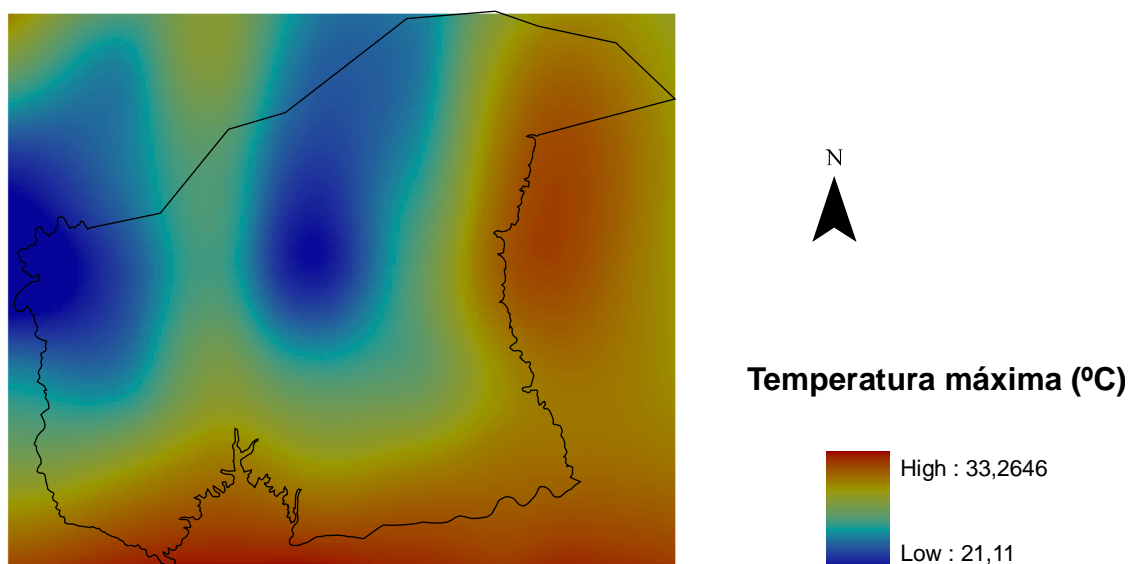 N
Temperatura máxima (ºC)
High : 33,2646
Low : 21,11